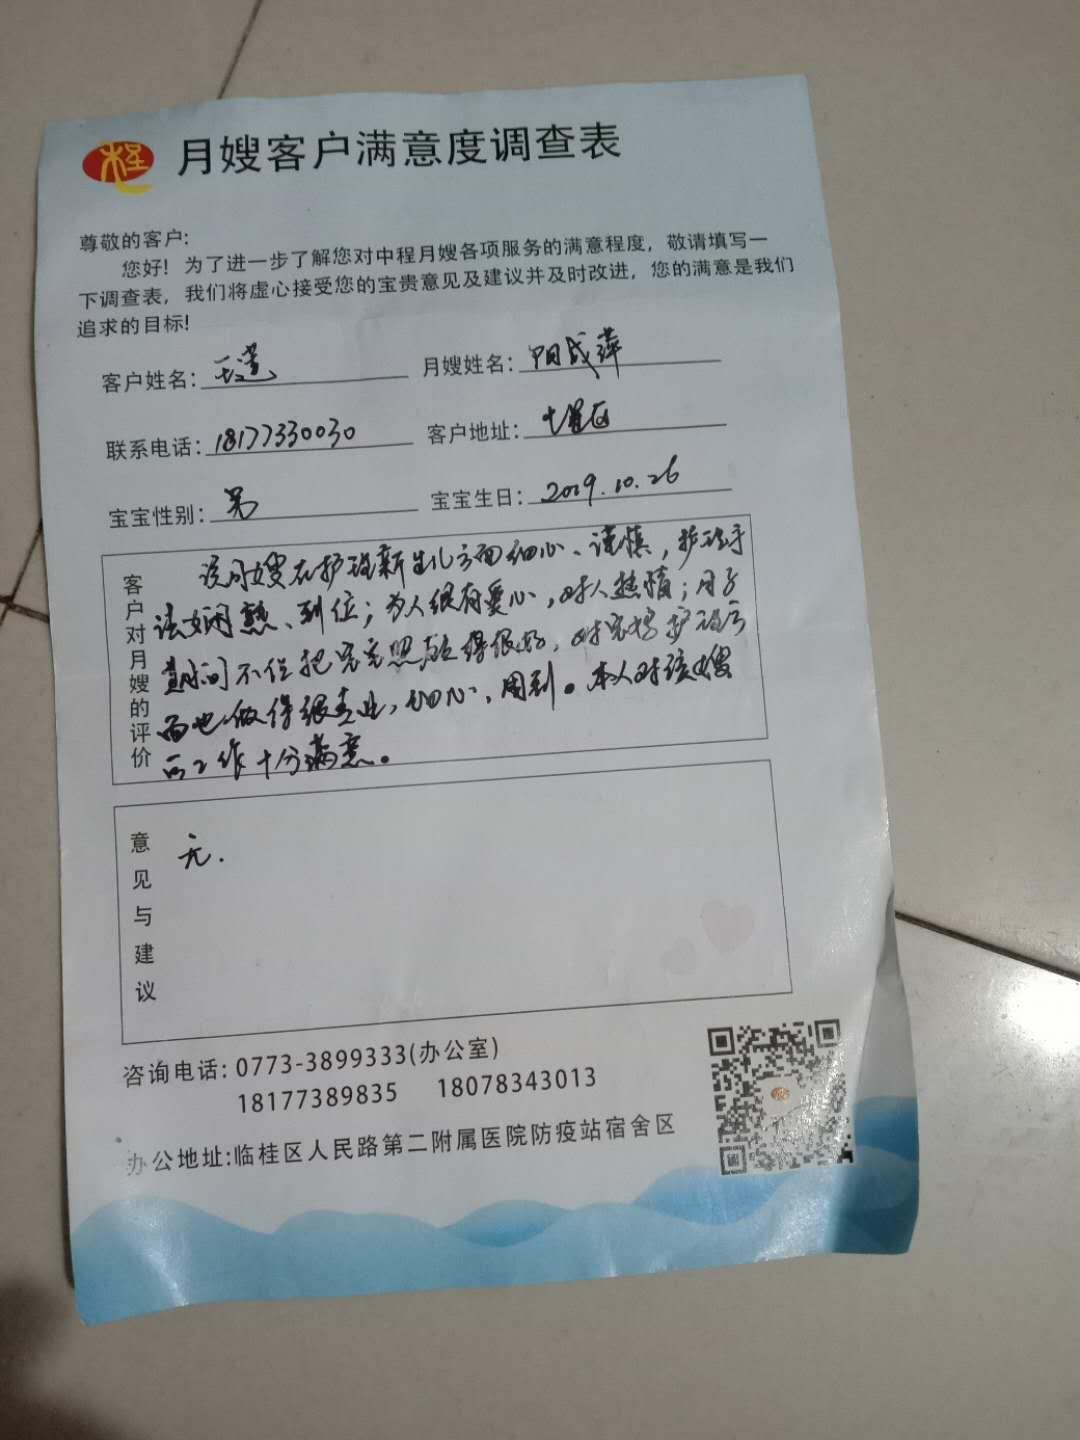 程
月嫂客户满意度调查表
尊敬的客户:
您好！为了进一步了解您对中程月嫂各项服务的满意程度，敬请填写一
下调查表，我们将虚心接受您的宝贵意见及建议并及时改进，您的满意是我们
追求的目标!
客户姓名: 月嫂姓名: 阳成萍
联系电话: 18177330030 客户地址: 七星区
宝宝性别: 男 宝宝生日: 2019.10.26
客户对月嫂的评价
该月嫂在护理新生儿方面细心、谨慎，护理手
法娴熟、到位；为人很有爱心，对人热情；月子
期间不仅把宝宝照顾得很好，对宝妈护理方
面也做得很专业，细心，周到。本人对该嫂
的工作十分满意。
意见与建议
无.
咨询电话: 0773-3899333(办公室)
18177389835 18078343013
办公地址:临桂区人民路第二附属医院防疫站宿舍区